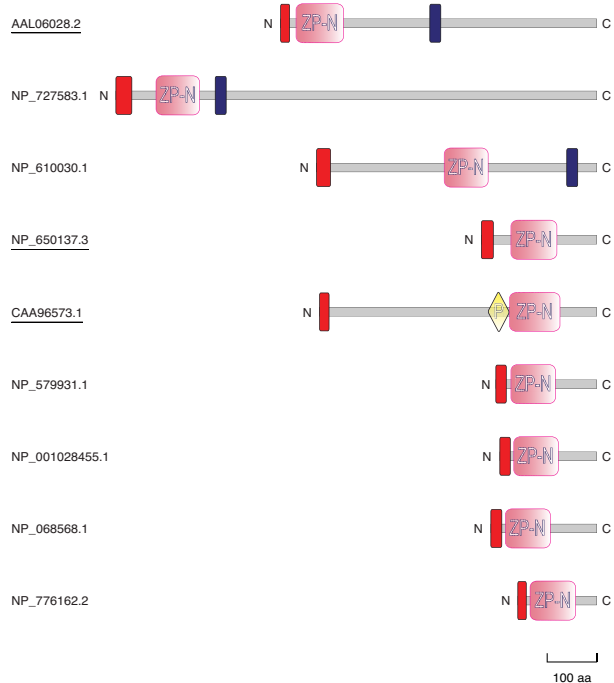 AAL06028.2 N ZP-N C
NP_727583.1 N ZP-N C
NP_610030.1 N ZP-N C
NP_650137.3 N ZP-N C
CAA96573.1 N P ZP-N C
NP_579931.1 N ZP-N C
NP_001028455.1 N ZP-N C
NP_068568.1 N ZP-N C
NP_776162.2 N ZP-N C
100 aa